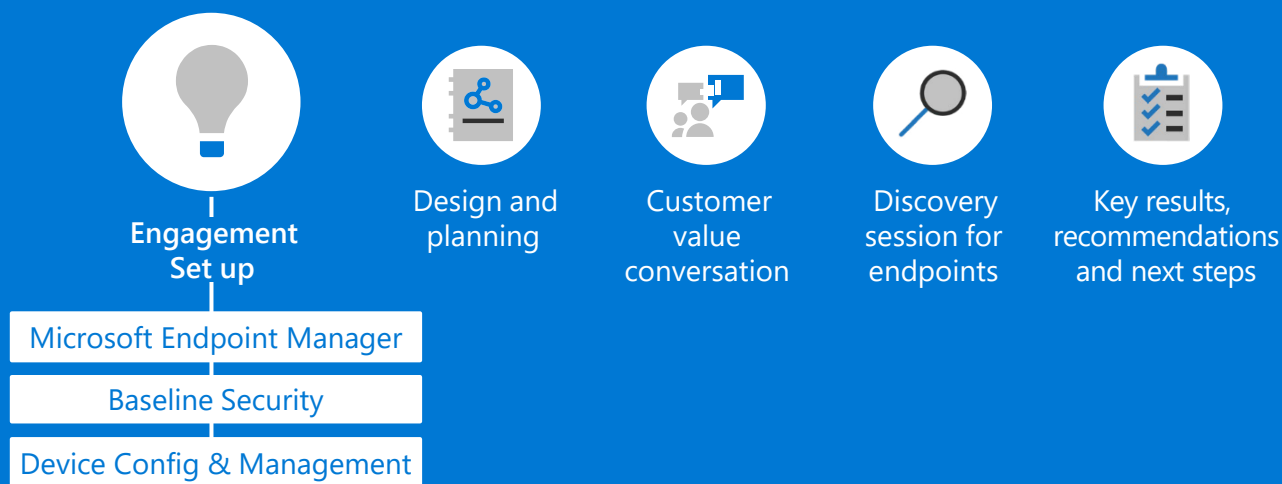 Engagement
Set up
Microsoft Endpoint Manager
Baseline Security
Device Config & Management
Design and
planning
Customer
value
conversation
Discovery
session for
endpoints
Key results,
recommendations
and next steps